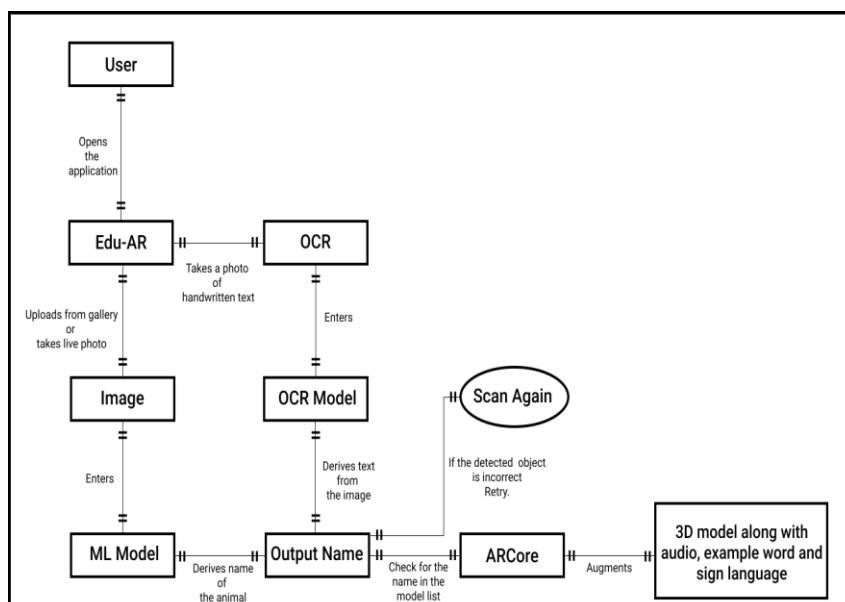 User
Opens
the
application
Edu-AR
Takes a photo
of
handwritten text
OCR
Uploads from gallery
or
takes live photo
Enters
Image
OCR Model
Scan Again
Enters
Derives text
from
the image
If the detected object
is incorrect
Retry.
ML Model
Derives name
of
the animal
Output Name
Check for the
name in the
model list
ARCore
Augments
3D model along with
audio, example word and
sign language